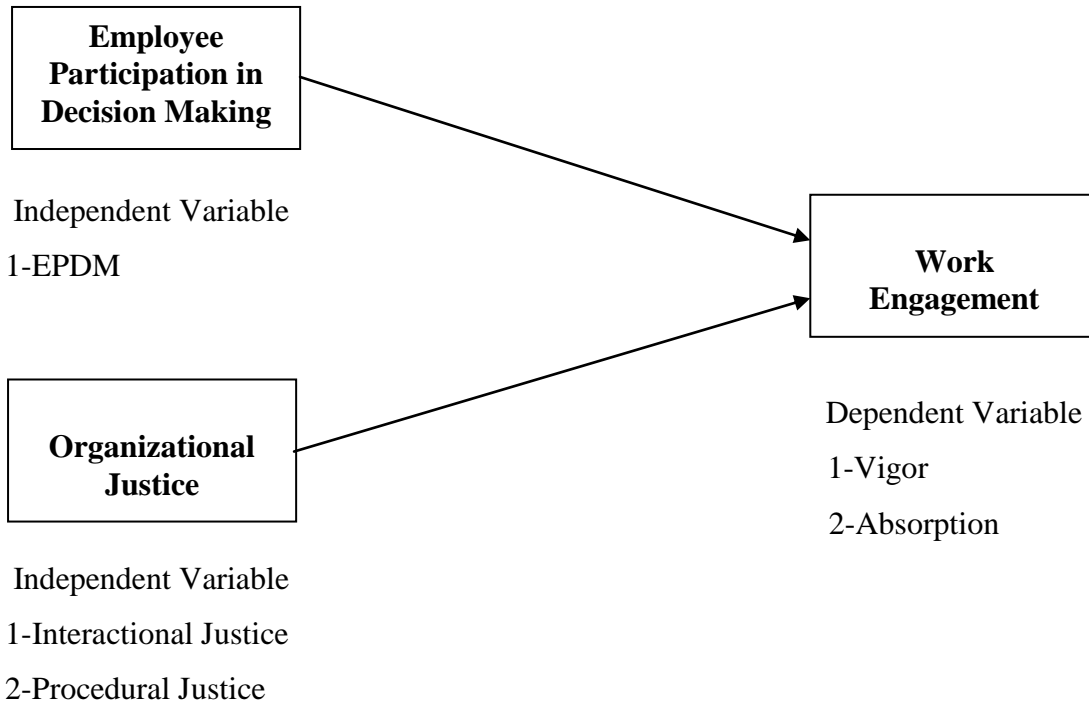 Employee
Participation in
Decision Making
Independent Variable
1-EPDM
Work
Engagement
Dependent Variable
1-Vigor
2-Absorption
Organizational
Justice
Independent Variable
1-Interactional Justice
2-Procedural Justice